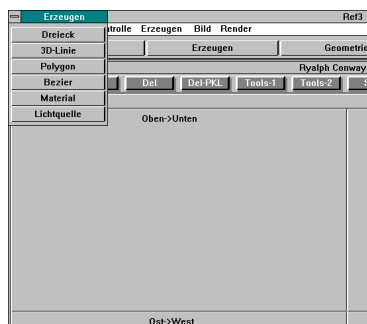 Erzeugen
Ref3
ntrolle Erzeugen Bild Render
Dreieck
Erzeugen
Geometrie
3D-Linie
Polygon
Ryalph Conway
Bezier
Del
Del-PKL
Tools-1
Tools-2
S
Material
Lichtquelle
Oben->Unten
Ost->West